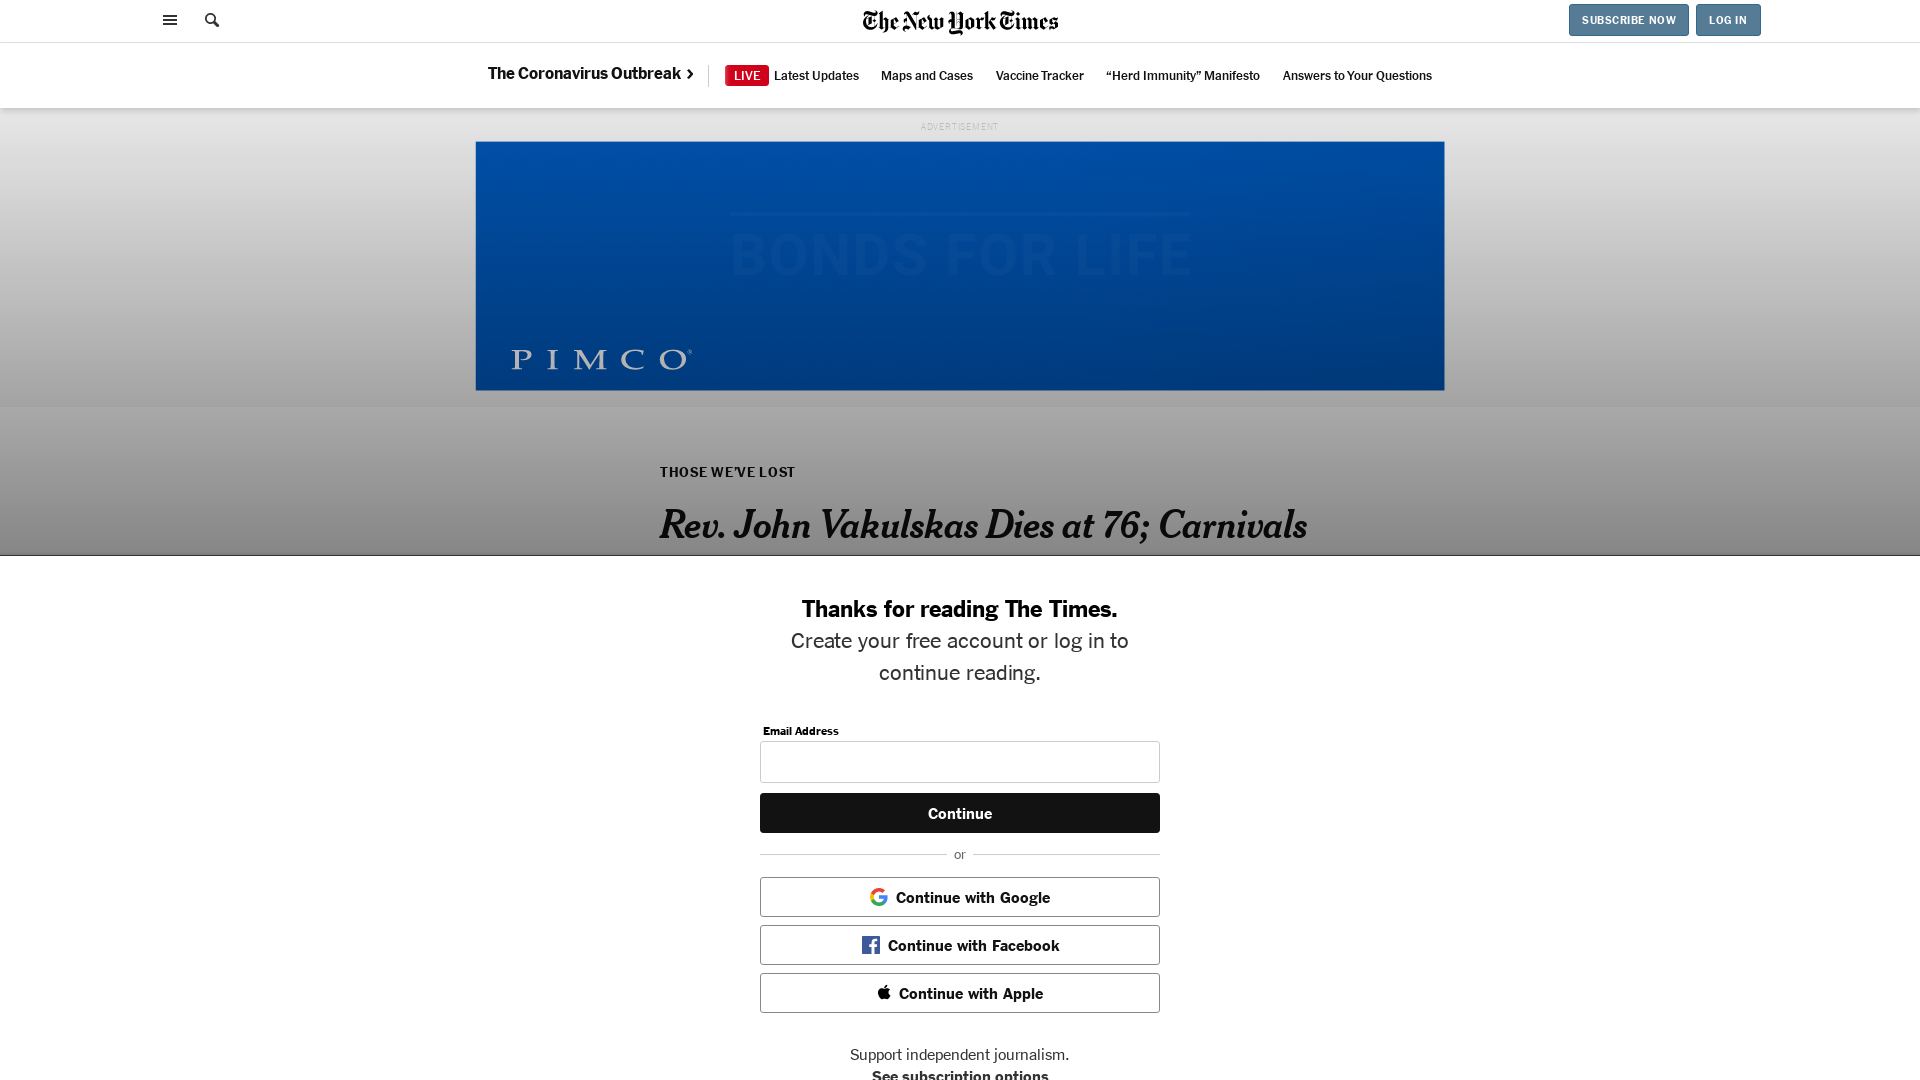 The New York Times
SUBSCRIBE NOW
LOG IN
The Coronavirus Outbreak
LIVE Latest Updates
Maps and Cases
Vaccine Tracker
“Herd Immunity” Manifesto
Answers to Your Questions
ADVERTISEMENT
BONDS FOR LIFE
PIMCO®
THOSE WE’VE LOST
Rev. John Vakulskas Dies at 76; Carnivals
Thanks for reading The Times.
Create your free account or log in to
continue reading.
Email Address
Continue
or
Continue with Google
Continue with Facebook
Continue with Apple
Support independent journalism.
See subscription options